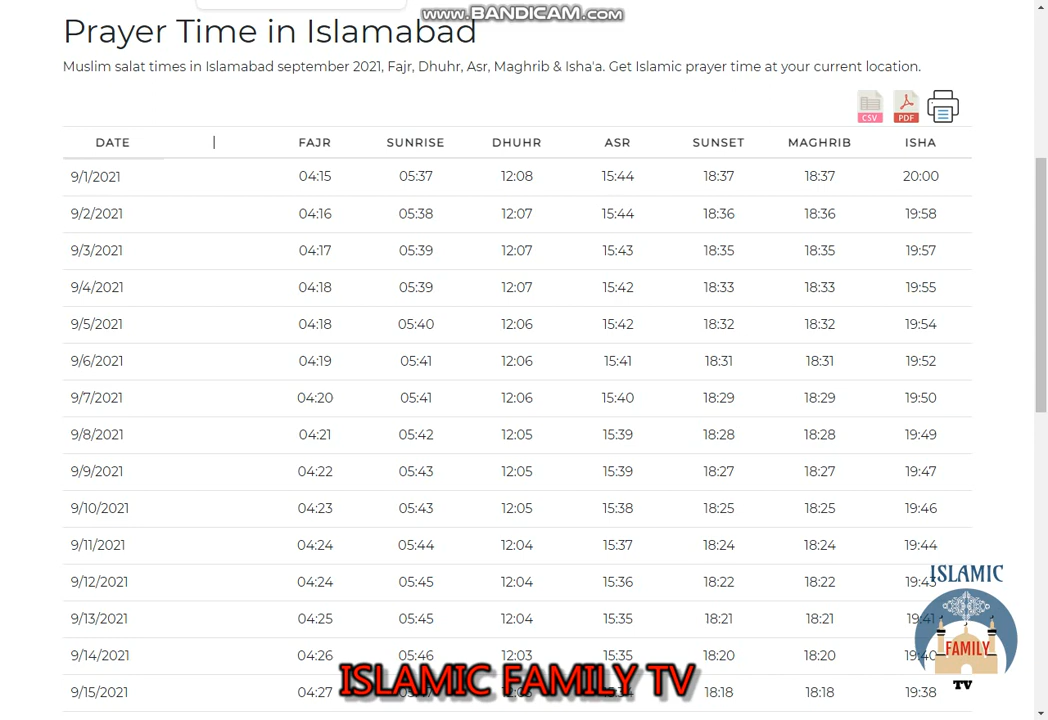 www.BANDICAM.com
Prayer Time in Islamabad
Muslim salat times in Islamabad september 2021, Fajr, Dhuhr, Asr, Maghrib & Isha'a. Get Islamic prayer time at your current location.
CSV PDF
DATE FAJR SUNRISE DHUHR ASR SUNSET MAGHRIB ISHA
9/1/2021 04:15 05:37 12:08 15:44 18:37 18:37 20:00
9/2/2021 04:16 05:38 12:07 15:44 18:36 18:36 19:58
9/3/2021 04:17 05:39 12:07 15:43 18:35 18:35 19:57
9/4/2021 04:18 05:39 12:07 15:42 18:33 18:33 19:55
9/5/2021 04:18 05:40 12:06 15:42 18:32 18:32 19:54
9/6/2021 04:19 05:41 12:06 15:41 18:31 18:31 19:52
9/7/2021 04:20 05:41 12:06 15:40 18:29 18:29 19:50
9/8/2021 04:21 05:42 12:05 15:39 18:28 18:28 19:49
9/9/2021 04:22 05:43 12:05 15:39 18:27 18:27 19:47
9/10/2021 04:23 05:43 12:05 15:38 18:25 18:25 19:46
9/11/2021 04:24 05:44 12:04 15:37 18:24 18:24 19:44
9/12/2021 04:24 05:45 12:04 15:36 18:22 18:22 19:43
9/13/2021 04:25 05:45 12:04 15:35 18:21 18:21 19:41
9/14/2021 04:26 05:46 12:03 15:35 18:20 18:20 19:40
9/15/2021 04:27 18:18 18:18 19:38
ISLAMIC
FAMILY
TV
ISLAMIC FAMILY TV